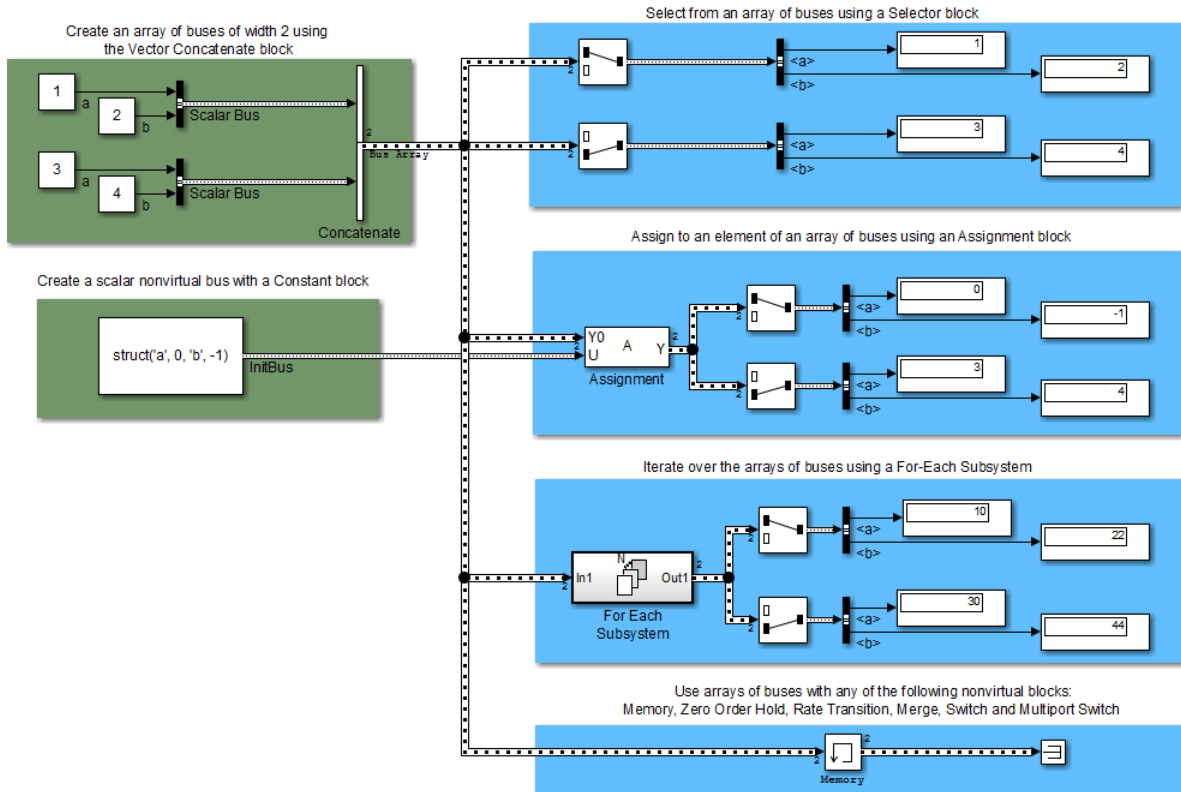 Create an array of buses of width 2 using
the Vector Concatenate block
1
a
2
b
Scalar Bus
3
a
4
b
Scalar Bus
2
Bus Array
Concatenate
Create a scalar nonvirtual bus with a Constant block
struct('a', 0, 'b', -1)
InitBus
Select from an array of buses using a Selector block
2
<a>
1
<b>
2
2
<a>
3
<b>
4
Assign to an element of an array of buses using an Assignment block
2
Y0
U
2
A
Y
2
Assignment
2
<a>
0
<b>
-1
2
<a>
3
<b>
4
Iterate over the arrays of buses using a For-Each Subsystem
2
In1
N
Out1
2
For Each
Subsystem
2
<a>
10
<b>
22
2
<a>
30
<b>
44
Use arrays of buses with any of the following nonvirtual blocks:
Memory, Zero Order Hold, Rate Transition, Merge, Switch and Multiport Switch
2
2
Memory